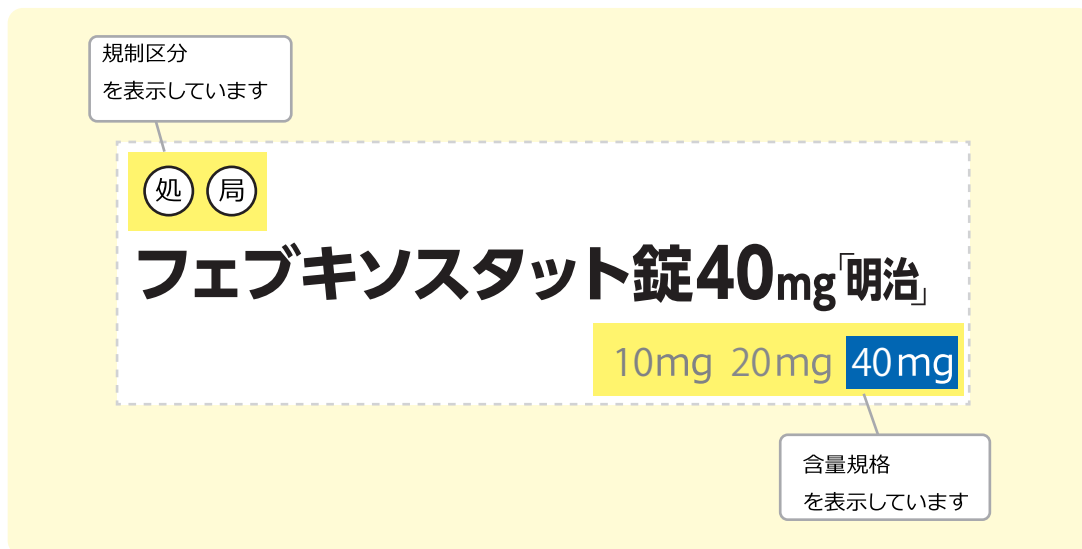 規制区分
を表示しています
処 局
フェブキソスタット錠40mg「明治」
10mg 20mg 40mg
含量規格
を表示しています